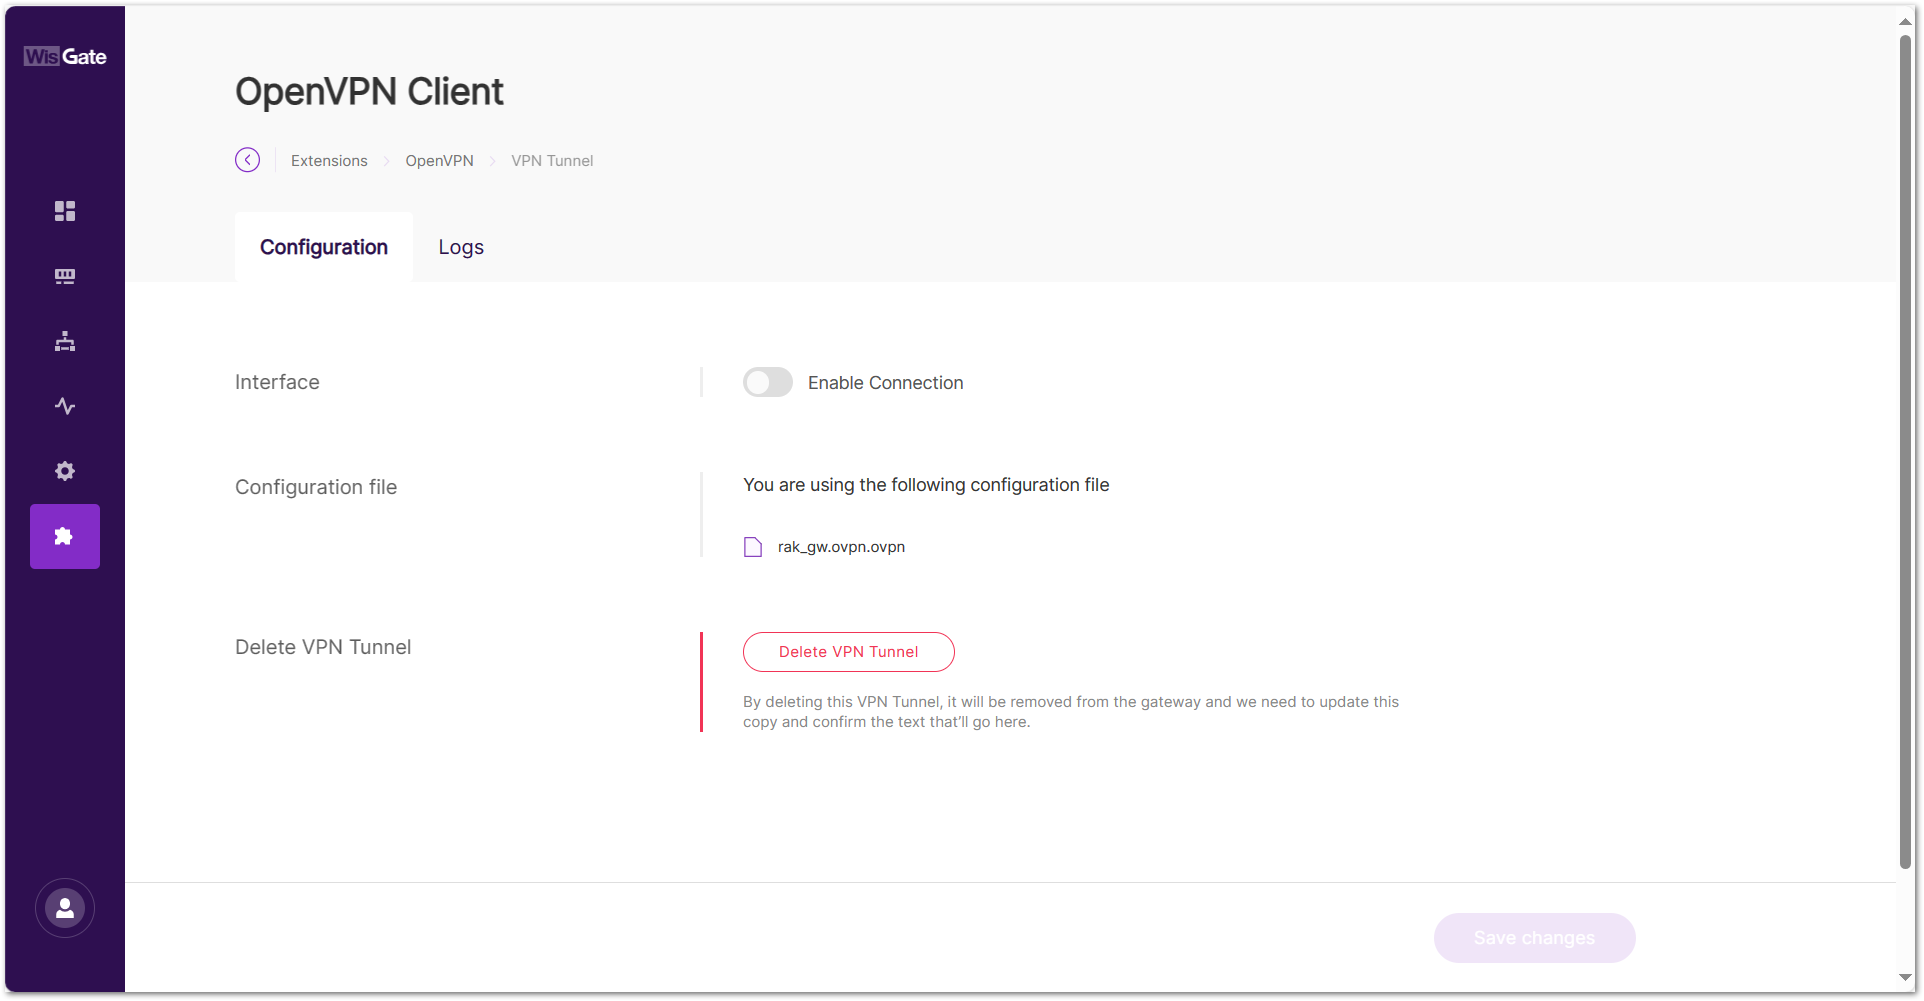 WisGate
OpenVPN Client
Extensions
OpenVPN
VPN Tunnel
Configuration
Logs
Interface
Enable Connection
Configuration file
You are using the following configuration file
rak_gw.ovpn.ovpn
Delete VPN Tunnel
Delete VPN Tunnel
By deleting this VPN Tunnel, it will be removed from the gateway and we need to update this
copy and confirm the text that'll go here.
Save changes